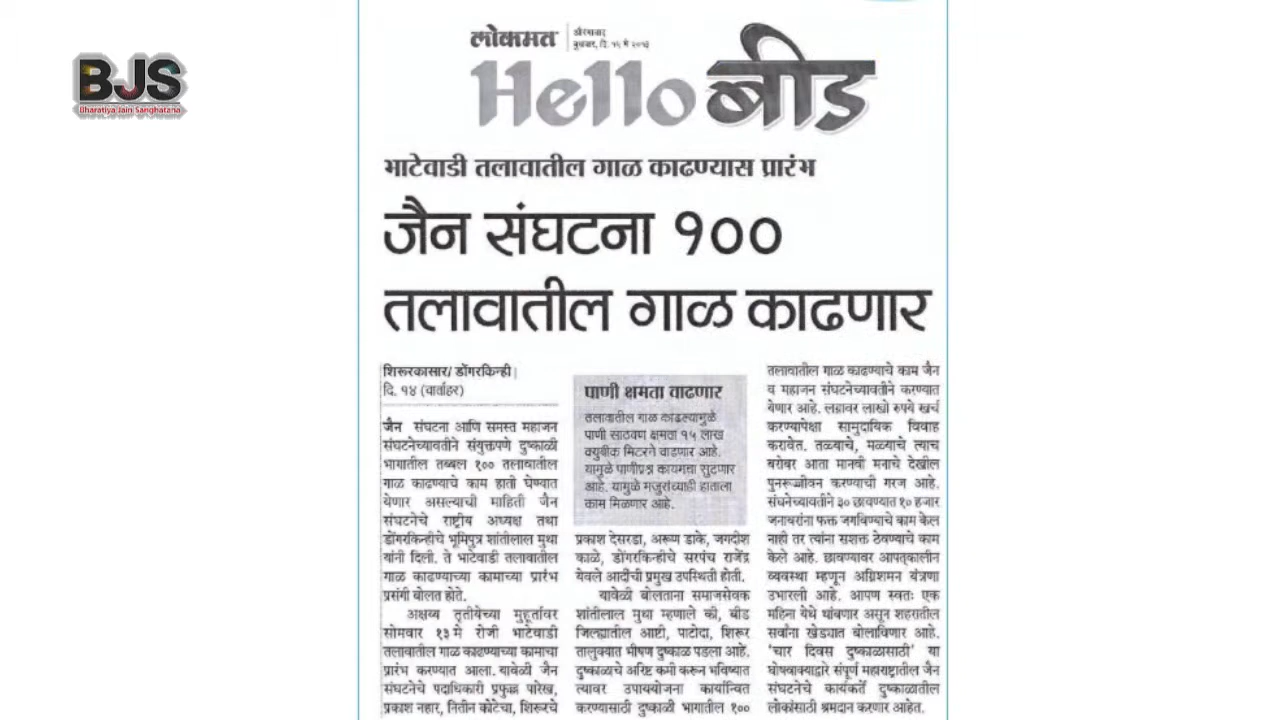 BJS
Bharatiya Jain Sanghatana
लोकमत
औरंगाबाद
बुधवार, दि. १५ मे २०१३
Hello बीड
भाटेवाडी तलावातील गाळ काढण्यास प्रारंभ
जैन संघटना १००
तलावातील गाळ काढणार
शिरूरकासार/ डोंगरकिन्ही
दि. १४ (वार्ताहर)
जैन संघटना आणि समस्त महाजन
संघटनेच्यावतीने संयुक्तपणे दुष्काळी
भागातील तब्बल १०० तलावातील
गाळ काढण्याचे काम हाती घेण्यात
येणार असल्याची माहिती जैन
संघटनेचे राष्ट्रीय अध्यक्ष तथा
डोंगरकिन्हीचे भूमिपुत्र शांतीलाल मुथा
यांनी दिली. ते भाटेवाडी तलावातील
गाळ काढण्याच्या कामाच्या प्रारंभ
प्रसंगी बोलत होते.
अक्षय्य तृतीयेच्या मुहूर्तावर
सोमवार १३ मे रोजी भाटेवाडी
तलावातील गाळ काढण्याच्या कामाचा
प्रारंभ करण्यात आला. यावेळी जैन
संघटनेचे पदाधिकारी प्रफुल्ल पारेख,
प्रकाश नहार, नितीन कोटेचा, शिरूरचे
पाणी क्षमता वाढणार
तलावातील गाळ काढल्यामुळे
पाणी साठवण क्षमता १५ लाख
क्युबीक मिटरने वाढणार आहे.
यामुळे पाणीप्रश्न कायमचा सुटणार
आहे. यामुळे मजुरांच्याही हाताला
काम मिळणार आहे.
प्रकाश देसरडा, अरूण डाके, जगदीश
काळे, डोंगरकिन्हीचे सरपंच राजेंद्र
येवले आदींची प्रमुख उपस्थिती होती.
यावेळी बोलताना समाजसेवक
शांतीलाल मुथा म्हणाले की, बीड
जिल्ह्यातील आष्टी, पाटोदा, शिरूर
तालुक्यात भीषण दुष्काळ पडला आहे.
दुष्काळाचे अरिष्ट कमी करून भविष्यात
त्यावर उपाययोजना कार्यान्वित
करण्यासाठी दुष्काळी भागातील १००
तलावातील गाळ काढण्याचे काम जैन
व महाजन संघटनेच्यावतीने करण्यात
येणार आहे. लग्नावर लाखो रुपये खर्च
करण्यापेक्षा सामुदायिक विवाह
करावेत. तळ्याचे, मळ्याचे त्याच
बरोबर आता मानवी मनाचे देखील
पुनरूज्जीवन करण्याची गरज आहे.
संघनेच्यावतीने ३० छावण्यात १० हजार
जनावरांना फक्त जगविण्याचे काम केल
नाही तर त्यांना सशक्त ठेवण्याचे काम
केले आहे. छावण्यावर आपत्कालीन
व्यवस्था म्हणून अग्निशमन यंत्रणा
उभारली आहे. आपण स्वतः एक
महिना येथे थांबणार असून शहरातील
सर्वांना खेड्यात बोलाविणार आहे.
'चार दिवस दुष्काळासाठी' या
घोषवाक्याद्वारे संपूर्ण महाराष्ट्रातील जैन
संघटनेचे कार्यकर्ते दुष्काळातील
लोकांसाठी श्रमदान करणार आहेत.